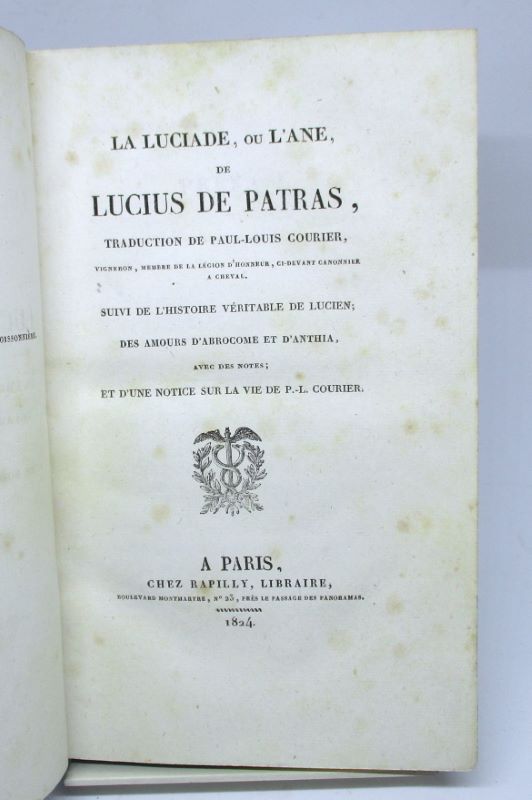 LA LUCIADE, OU L'ANE,
DE
LUCIUS DE PATRAS,
TRADUCTION DE PAUL-LOUIS COURIER,
VIGNERON, MEMBRE DE LA LÉGION D'HONNEUR, CI-DEVANT CANONNIER
A CHEVAL.
SUIVI DE L'HISTOIRE VÉRITABLE DE LUCIEN;
DES AMOURS D'ABROCOME ET D'ANTHIA,
AVEC DES NOTES;
ET D'UNE NOTICE SUR LA VIE DE P.-L. COURIER.
A PARIS,
CHEZ RAPILLY, LIBRAIRE,
BOULEVARD MONTMARTRE, N° 23, PRÈS LE PASSAGE DES PANORAMAS.
1824.